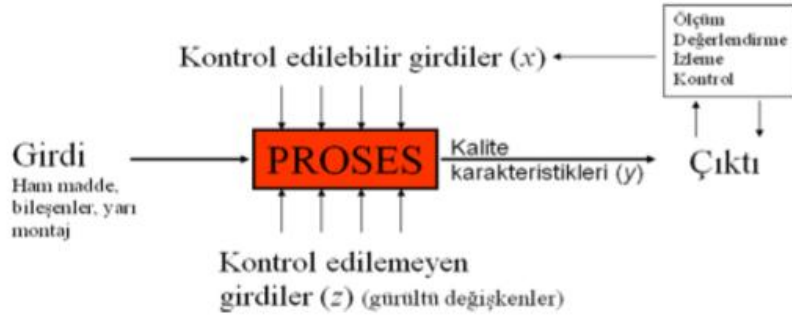 Ölçüm
Değerlendirme
İzleme
Kontrol
Kontrol edilebilir girdiler (x)
Girdi
Ham madde,
bileşenler, yarı
montaj
PROSES
Kalite
karakteristikleri (y)
Çıktı
Kontrol edilemeyen
girdiler (z) (gürültü değişkenler)